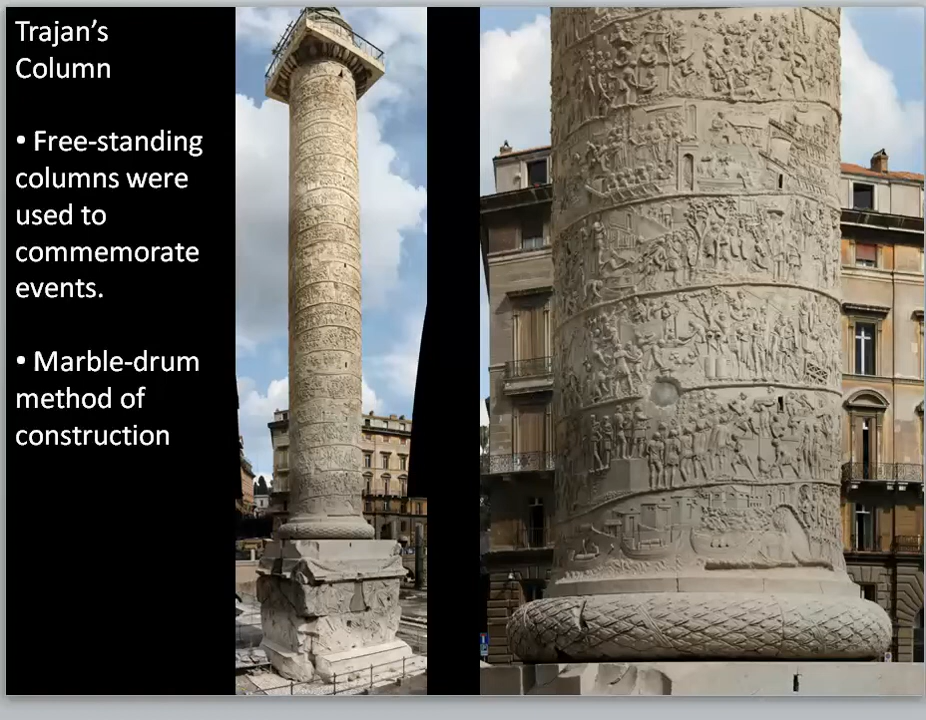 Trajan's
Column
• Free-standing
columns were
used to
commemorate
events.
• Marble-drum
method of
construction